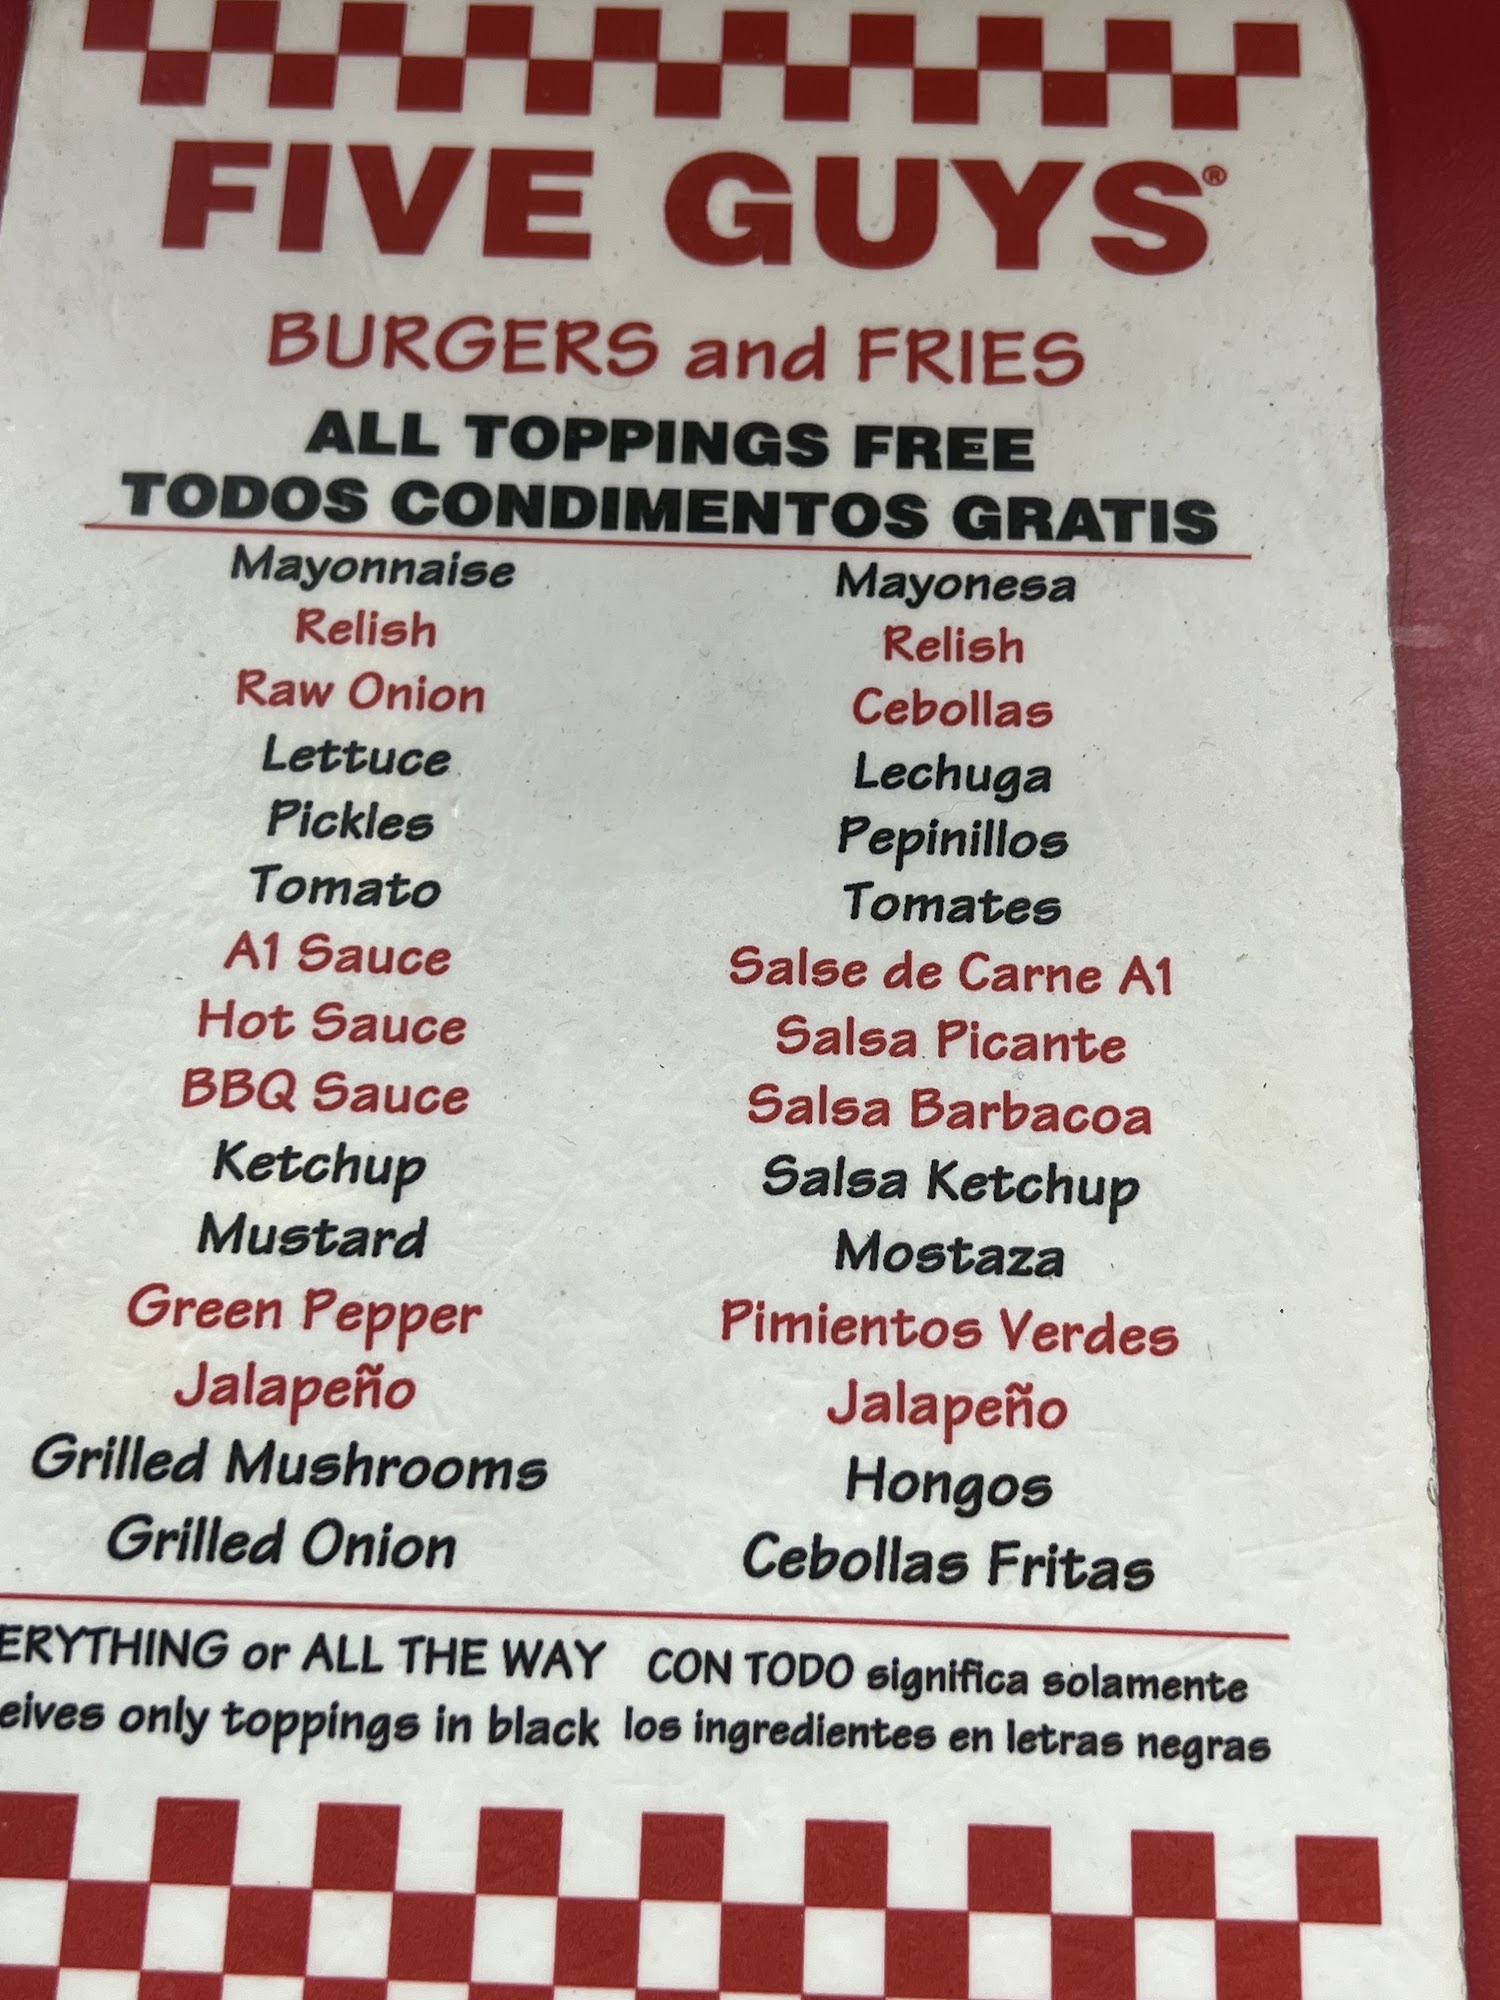 FIVE GUYS®
BURGERS and FRIES
ALL TOPPINGS FREE
TODOS CONDIMENTOS GRATIS
Mayonnaise Mayonesa
Relish Relish
Raw Onion Cebollas
Lettuce Lechuga
Pickles Pepinillos
Tomato Tomates
A1 Sauce Salse de Carne A1
Hot Sauce Salsa Picante
BBQ Sauce Salsa Barbacoa
Ketchup Salsa Ketchup
Mustard Mostaza
Green Pepper Pimientos Verdes
Jalapeño Jalapeño
Grilled Mushrooms Hongos
Grilled Onion Cebollas Fritas
ERYTHING or ALL THE WAY CON TODO significa solamente
eives only toppings in black los ingredientes en letras negras